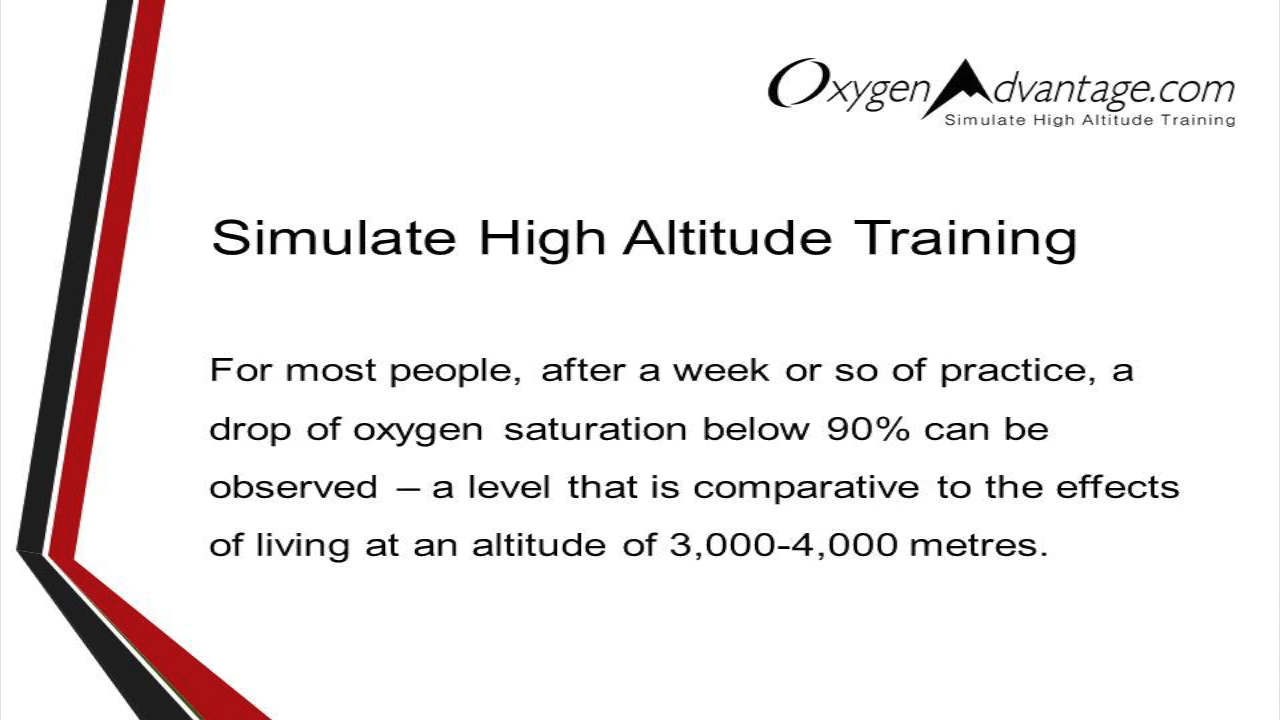 OxygenAdvantage.com
Simulate High Altitude Training
Simulate High Altitude Training
For most people, after a week or so of practice, a
drop of oxygen saturation below 90% can be
observed – a level that is comparative to the effects
of living at an altitude of 3,000-4,000 metres.